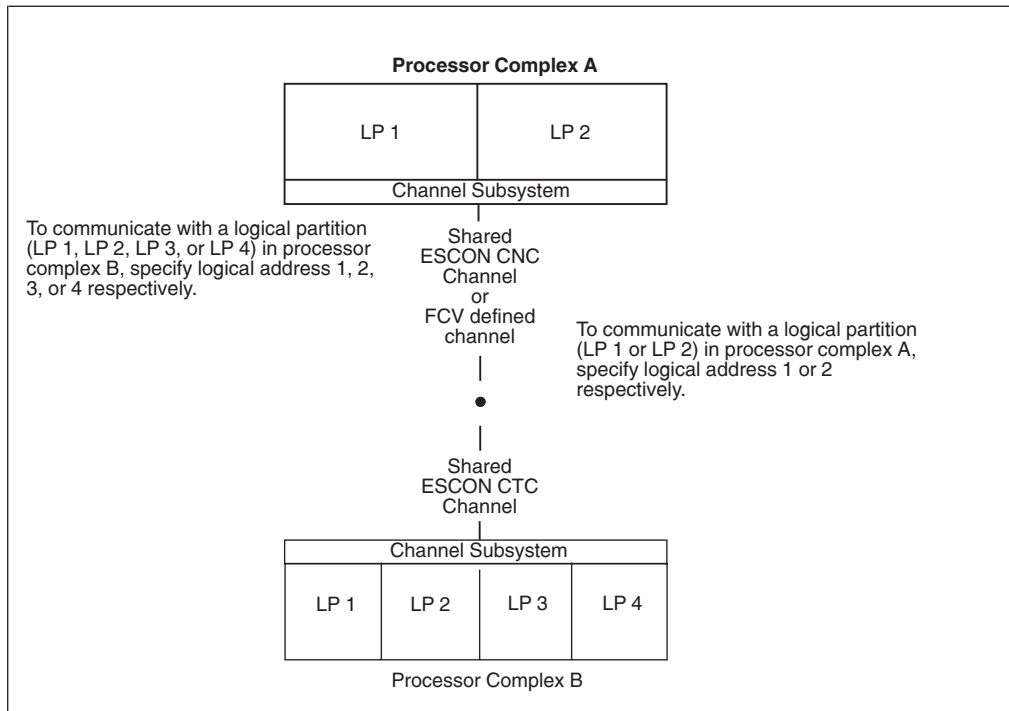 Processor Complex A
LP 1
LP 2
Channel Subsystem
To communicate with a logical partition
(LP 1, LP 2, LP 3, or LP 4) in processor
complex B, specify logical address 1, 2,
3, or 4 respectively.
Shared
ESCON CNC
Channel
or
FCV defined
channel
To communicate with a logical partition
(LP 1 or LP 2) in processor complex A,
specify logical address 1 or 2
respectively.
Shared
ESCON CTC
Channel
Channel Subsystem
LP 1
LP 2
LP 3
LP 4
Processor Complex B